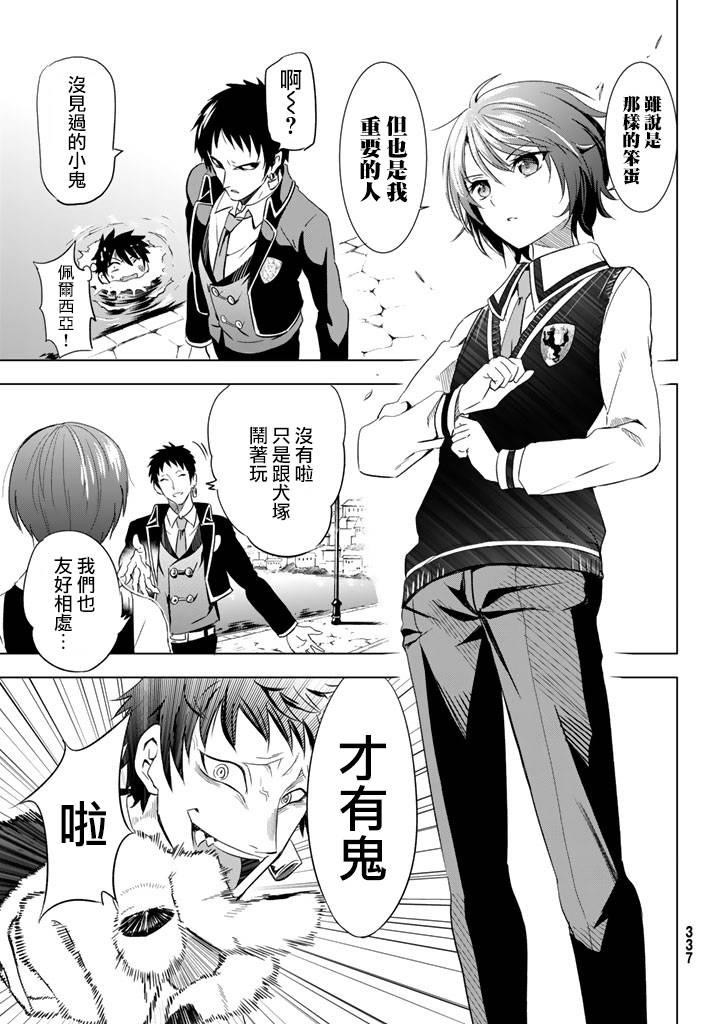 雖說是
那樣的笨蛋
但也是我
重要的人
啊～？
沒見過的小鬼
佩爾西亞！
沒有啦
只是跟犬塚
鬧著玩
我們也
友好相處…
才有鬼
啦
337